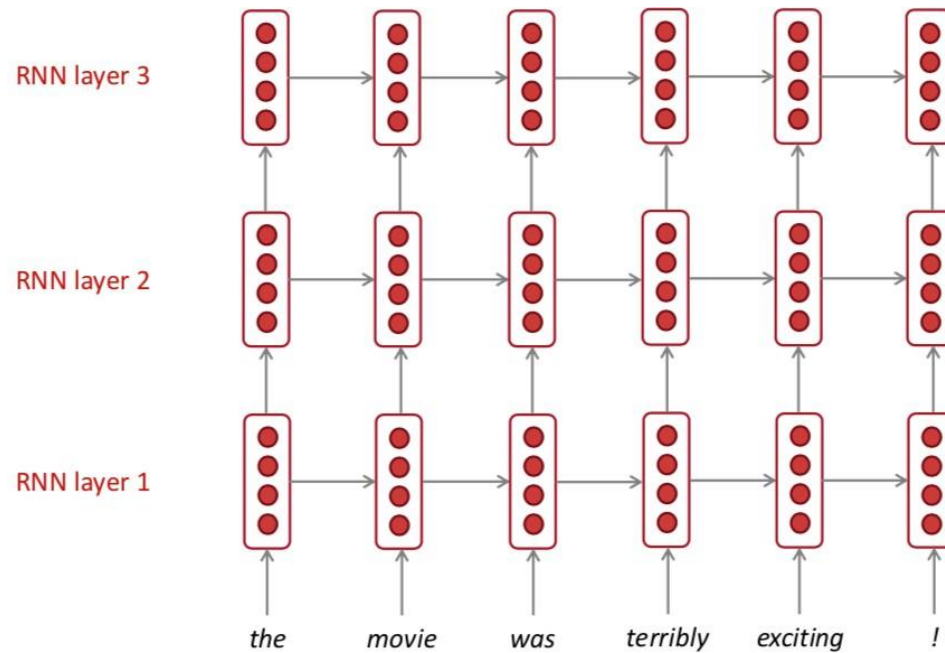 RNN layer 3
RNN layer 2
RNN layer 1
the movie was terribly exciting !